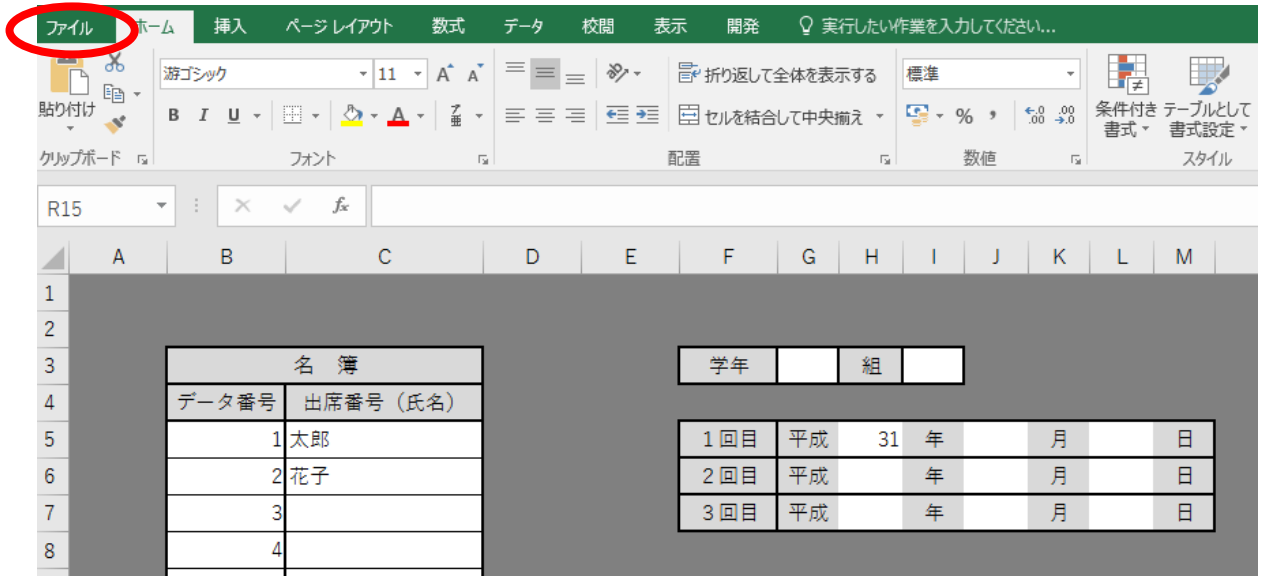 ファイル ホーム 挿入 ページ レイアウト 数式 データ 校閲 表示 開発 実行したい作業を入力してください...
游ゴシック 11 A A 折り返して全体を表示する 標準
貼り付け B I U A セルを結合して中央揃え % , .0 .00 .00 .0 条件付き書式 テーブルとして書式設定
クリップボード フォント 配置 数値 スタイル
R15 fx
A B C D E F G H I J K L M
1
2
3 名 簿 学年 組
4 データ番号 出席番号（氏名）
5 1 太郎 1回目 平成 31 年 月 日
6 2 花子 2回目 平成 年 月 日
7 3 3回目 平成 年 月 日
8 4